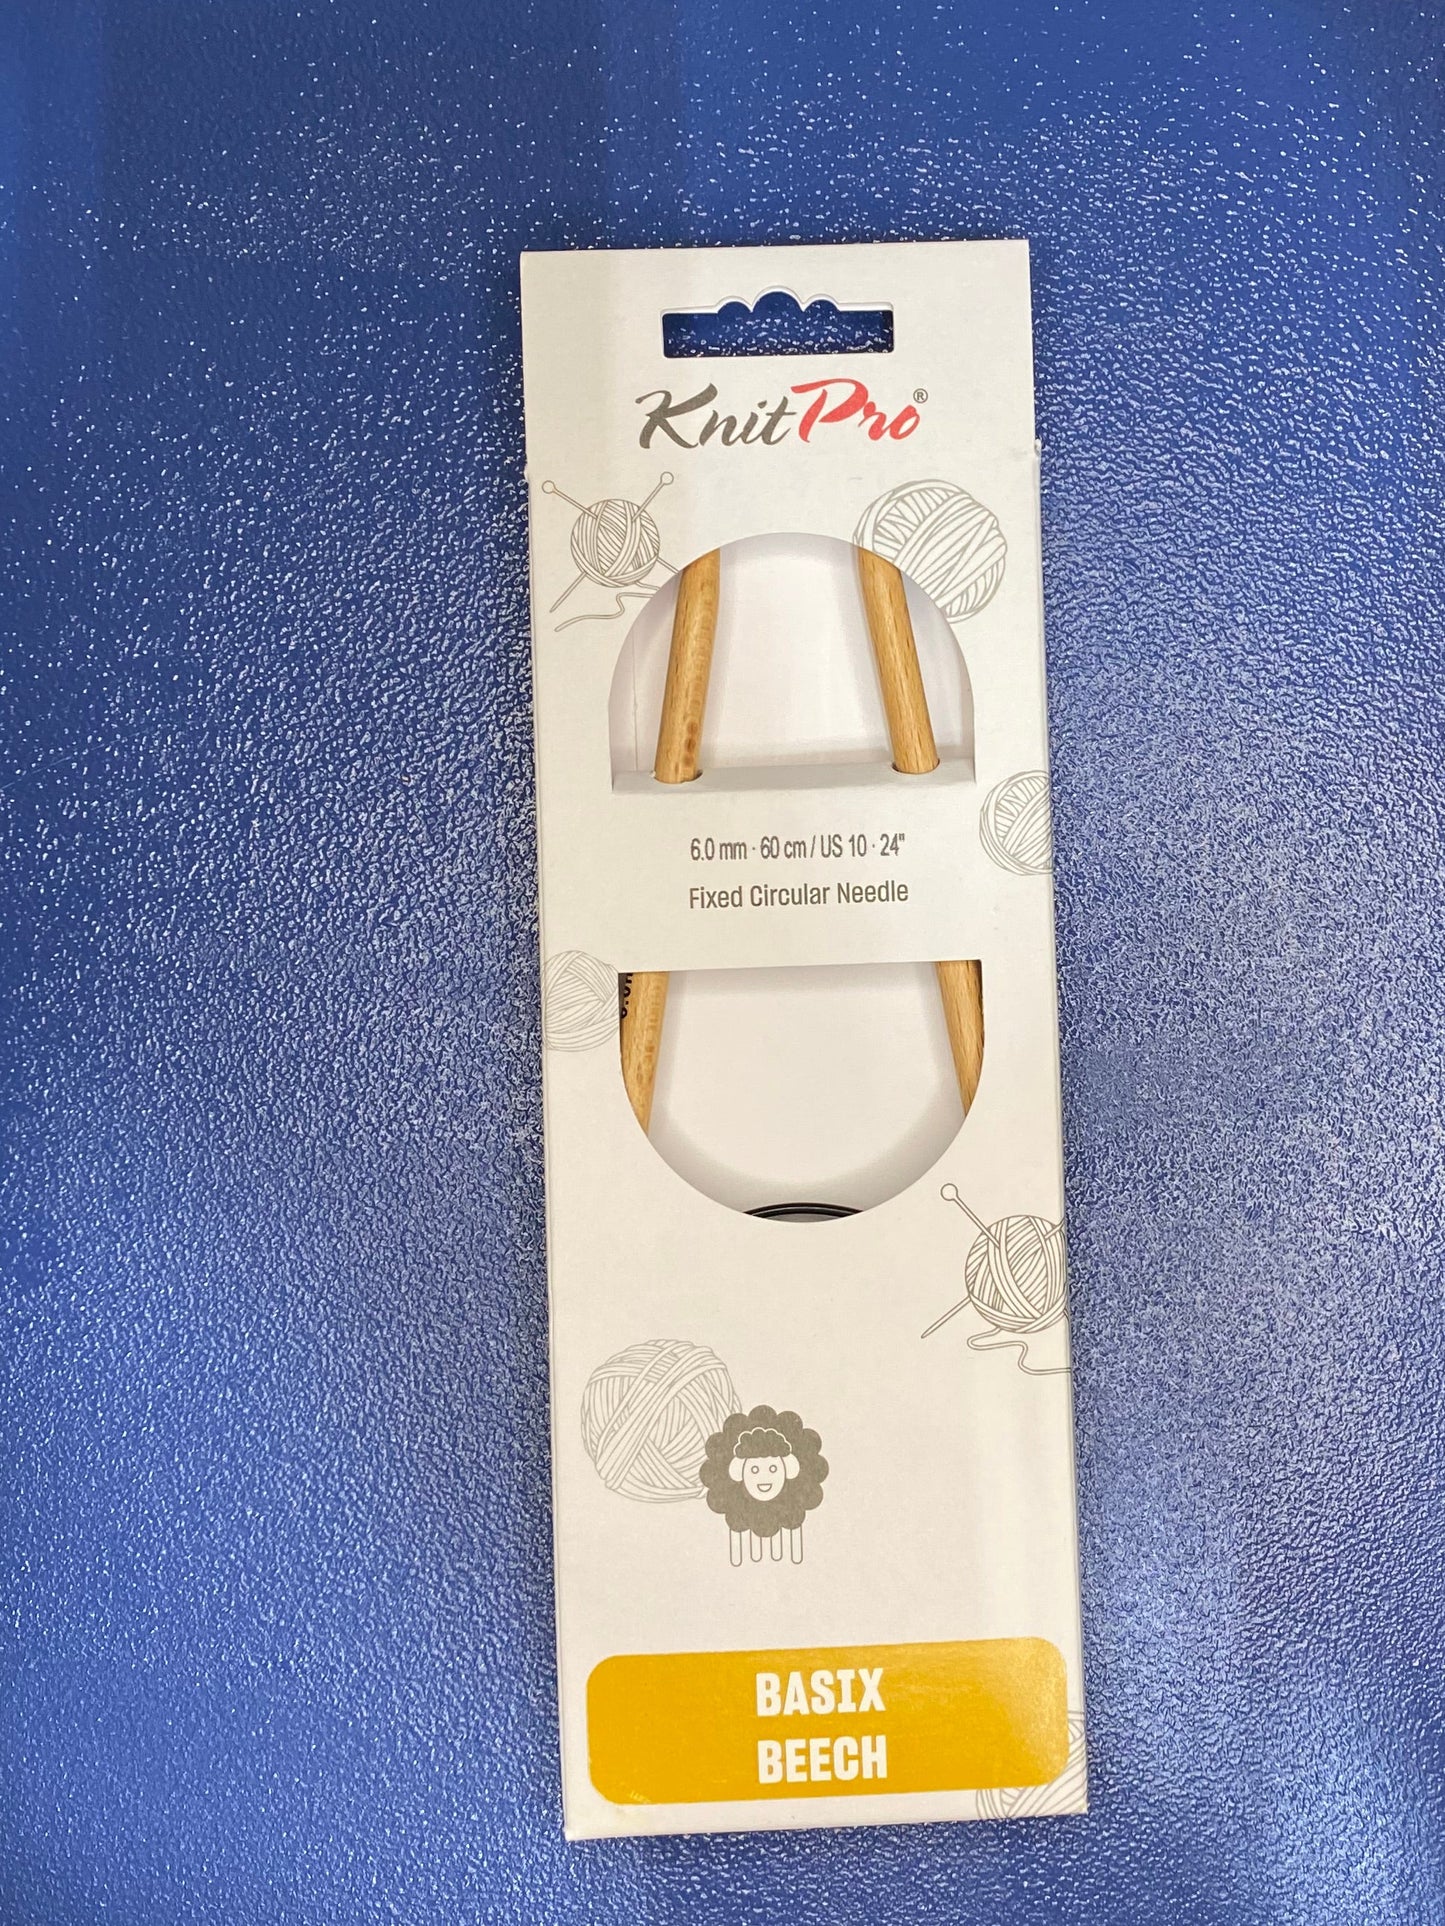 KnitPro®
6.0 mm · 60 cm / US 10 · 24"
Fixed Circular Needle
BASIX
BEECH